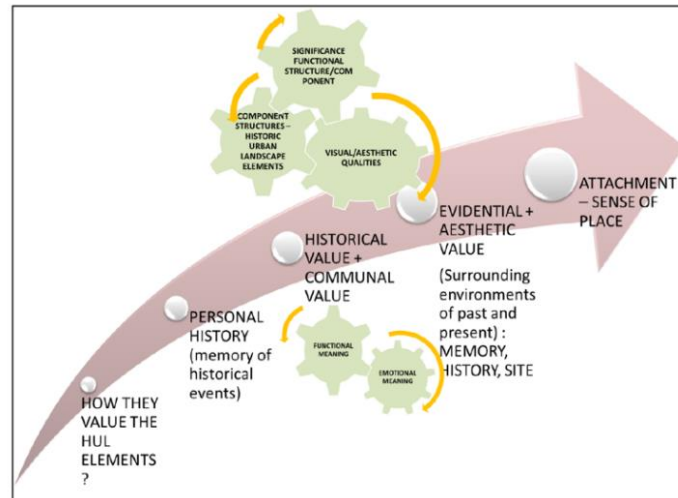 SIGNIFICANCE
FUNCTIONAL
STRUCTURE/COM
PONENT
COMPONENT
STRUCTURES –
HISTORIC
URBAN
LANDSCAPE
ELEMENTS
VISUAL/AESTHETIC
QUALITIES
ATTACHMENT
– SENSE OF
PLACE
EVIDENTIAL +
AESTHETIC
VALUE
(Surrounding
environments
of past and
present) :
MEMORY,
HISTORY, SITE
HISTORICAL
VALUE +
COMMUNAL
VALUE
FUNCTIONAL
MEANING
EMOTIONAL
MEANING
PERSONAL
HISTORY
(memory of
historical
events)
HOW THEY
VALUE THE
HUL
ELEMENTS
?